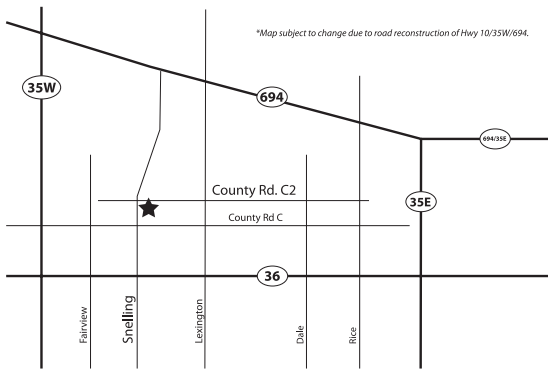 *Map subject to change due to road reconstruction of Hwy 10/35W/694.
35W
694
694/35E
County Rd. C2
35E
County Rd C
36
Fairview
Snelling
Lexington
Dale
Rice